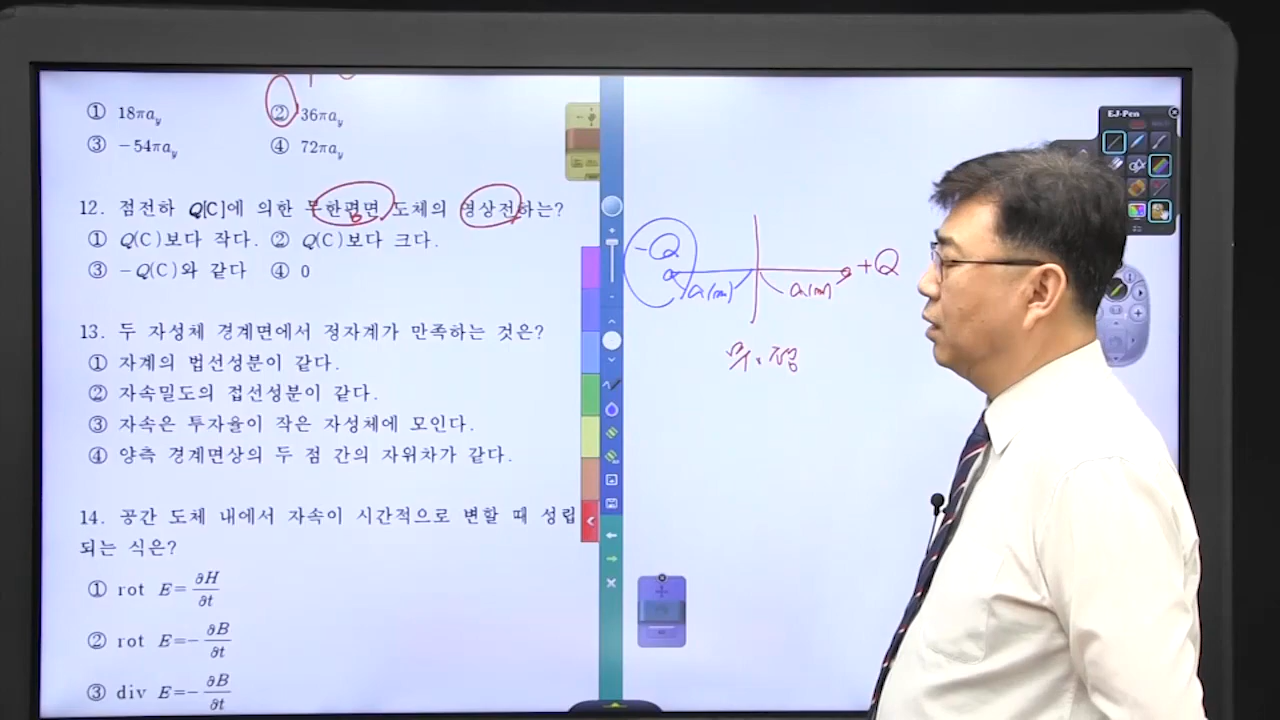 ① 18πa_y ② 36πa_y
③ −54πa_y ④ 72πa_y
12. 점전하 Q[C]에 의한 무한평면 도체의 영상전하는?
① Q(C)보다 작다. ② Q(C)보다 크다.
③ −Q(C)와 같다 ④ 0
13. 두 자성체 경계면에서 정자계가 만족하는 것은?
① 자계의 법선성분이 같다.
② 자속밀도의 접선성분이 같다.
③ 자속은 투자율이 작은 자성체에 모인다.
④ 양측 경계면상의 두 점 간의 자위차가 같다.
14. 공간 도체 내에서 자속이 시간적으로 변할 때 성립
되는 식은?
① rot E=∂H/∂t
② rot E=−∂B/∂t
③ div E=−∂B/∂t
−Q
+Q
a(m) a(m)
무.점
EJ-Pen